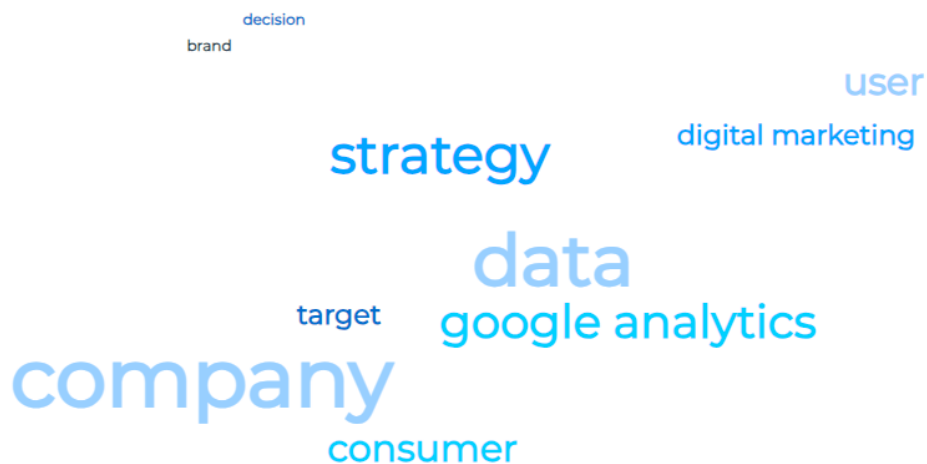 decision
brand
user
digital marketing
strategy
data
target
google analytics
company
consumer